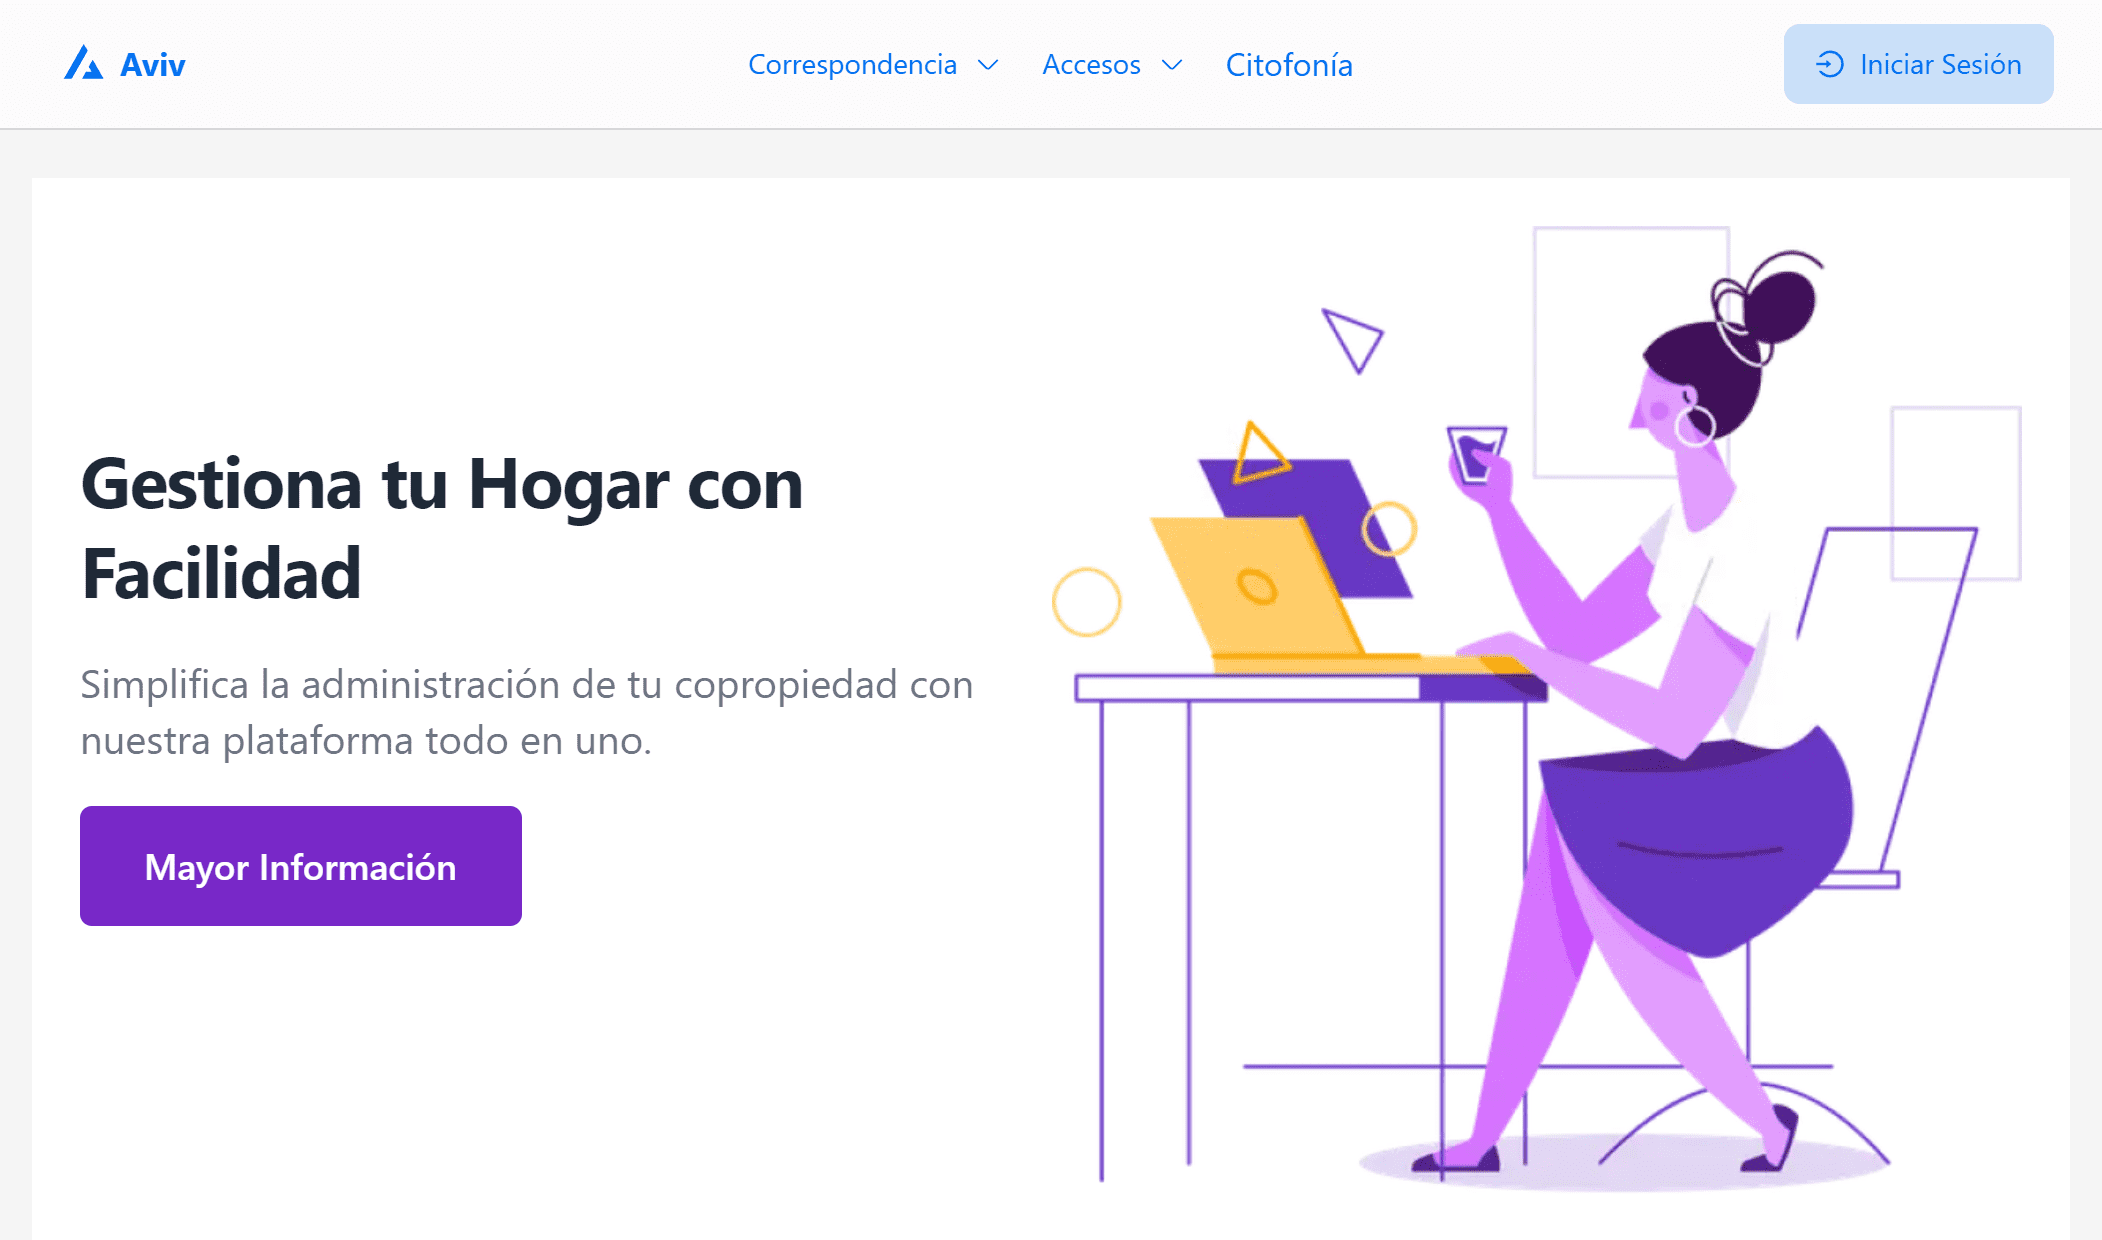 Aviv
Correspondencia
Accesos
Citofonía
Iniciar Sesión
Gestiona tu Hogar con
Facilidad
Simplifica la administración de tu copropiedad con
nuestra plataforma todo en uno.
Mayor Información